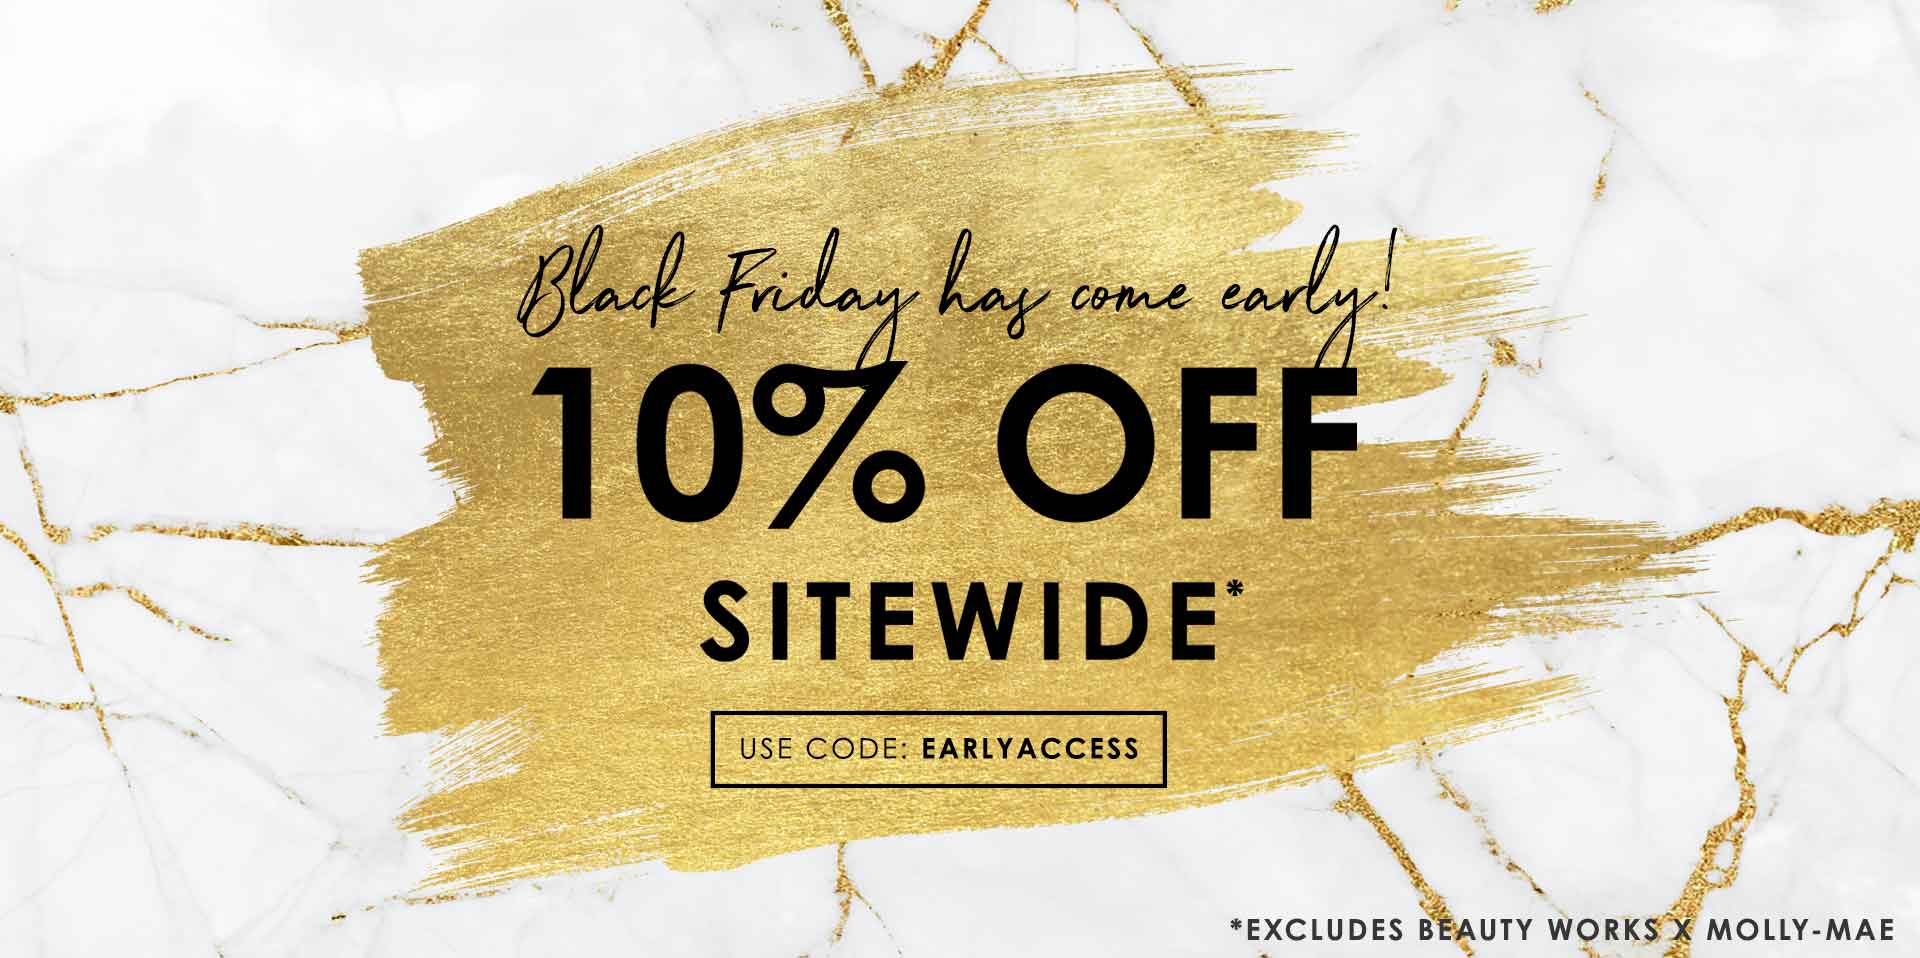 Black Friday has come early!
10% OFF
SITEWIDE*
USE CODE: EARLYACCESS
*EXCLUDES BEAUTY WORKS X MOLLY-MAE